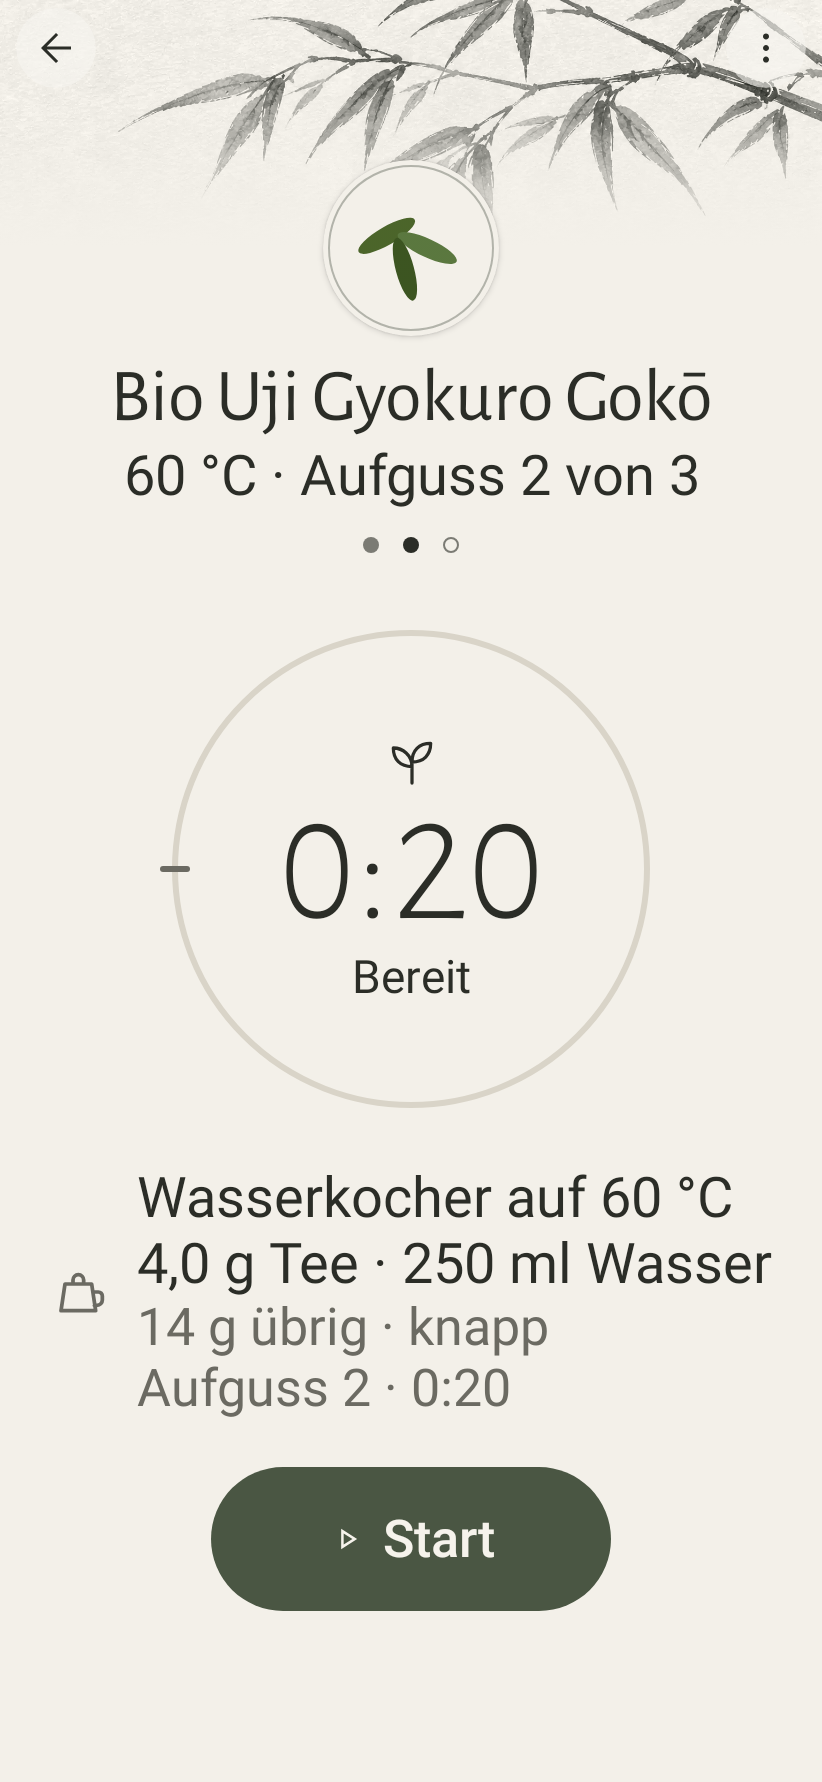 Bio Uji Gyokuro Gokō
60 °C · Aufguss 2 von 3
0:20
Bereit
Wasserkocher auf 60 °C
4,0 g Tee · 250 ml Wasser
14 g übrig · knapp
Aufguss 2 · 0:20
Start